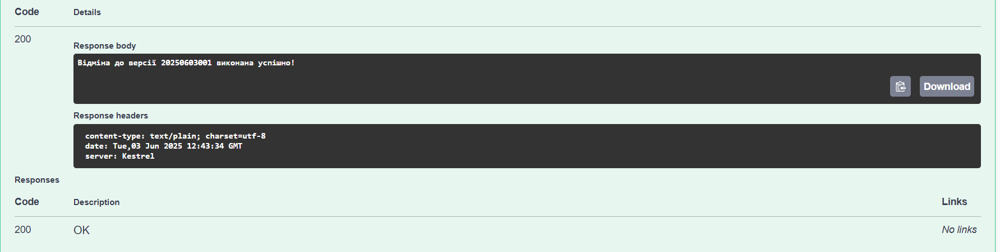 Code Details
200
Response body
Відміна до версії 20250603001 виконана успішно!
Download
Response headers
content-type: text/plain; charset=utf-8
date: Tue,03 Jun 2025 12:43:34 GMT
server: Kestrel
Responses
Code Description Links
200 OK No links